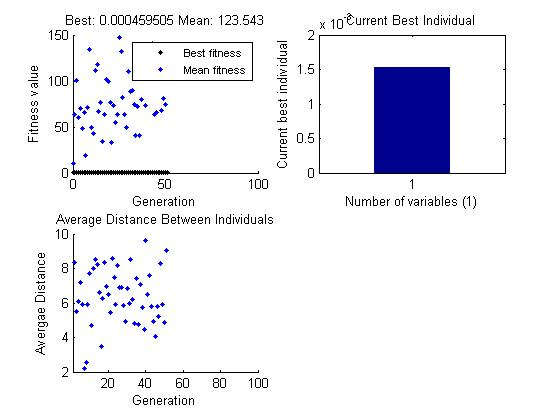 Best: 0.000459505 Mean: 123.543
Fitness value
150
100
50
0
Best fitness
Mean fitness
0
50
100
Generation
Current Best Individual
Current best individual
2
1.5
1
0.5
0
1
Number of variables (1)
Average Distance Between Individuals
Avergae Distance
10
8
6
4
2
20
40
60
80
100
Generation